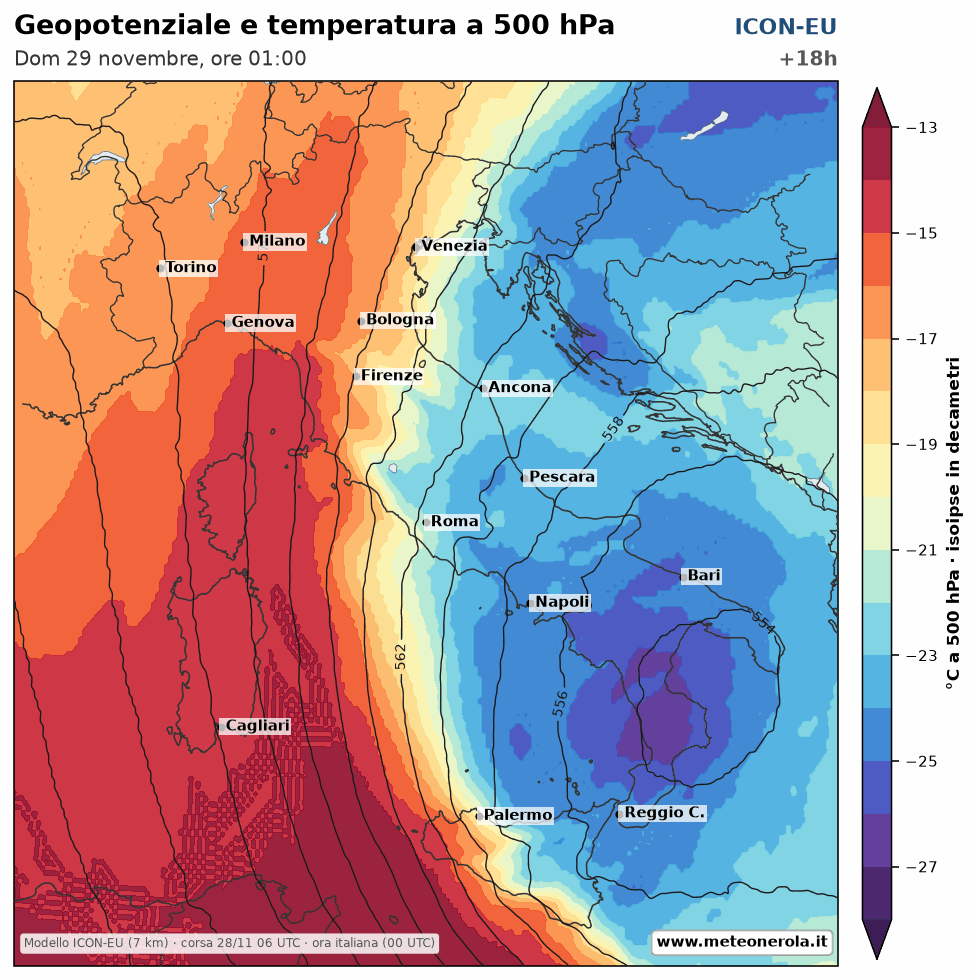 Geopotenziale e temperatura a 500 hPa
ICON-EU
Dom 29 novembre, ore 01:00
+18h
Milano
Venezia
Torino
Genova
Bologna
Firenze
Ancona
558
Pescara
Roma
Bari
Napoli
554
562
556
Cagliari
Palermo
Reggio C.
−13
−15
−17
−19
−21
−23
−25
−27
°C a 500 hPa · isoipse in decametri
Modello ICON-EU (7 km) · corsa 28/11 06 UTC · ora italiana (00 UTC)
www.meteonerola.it